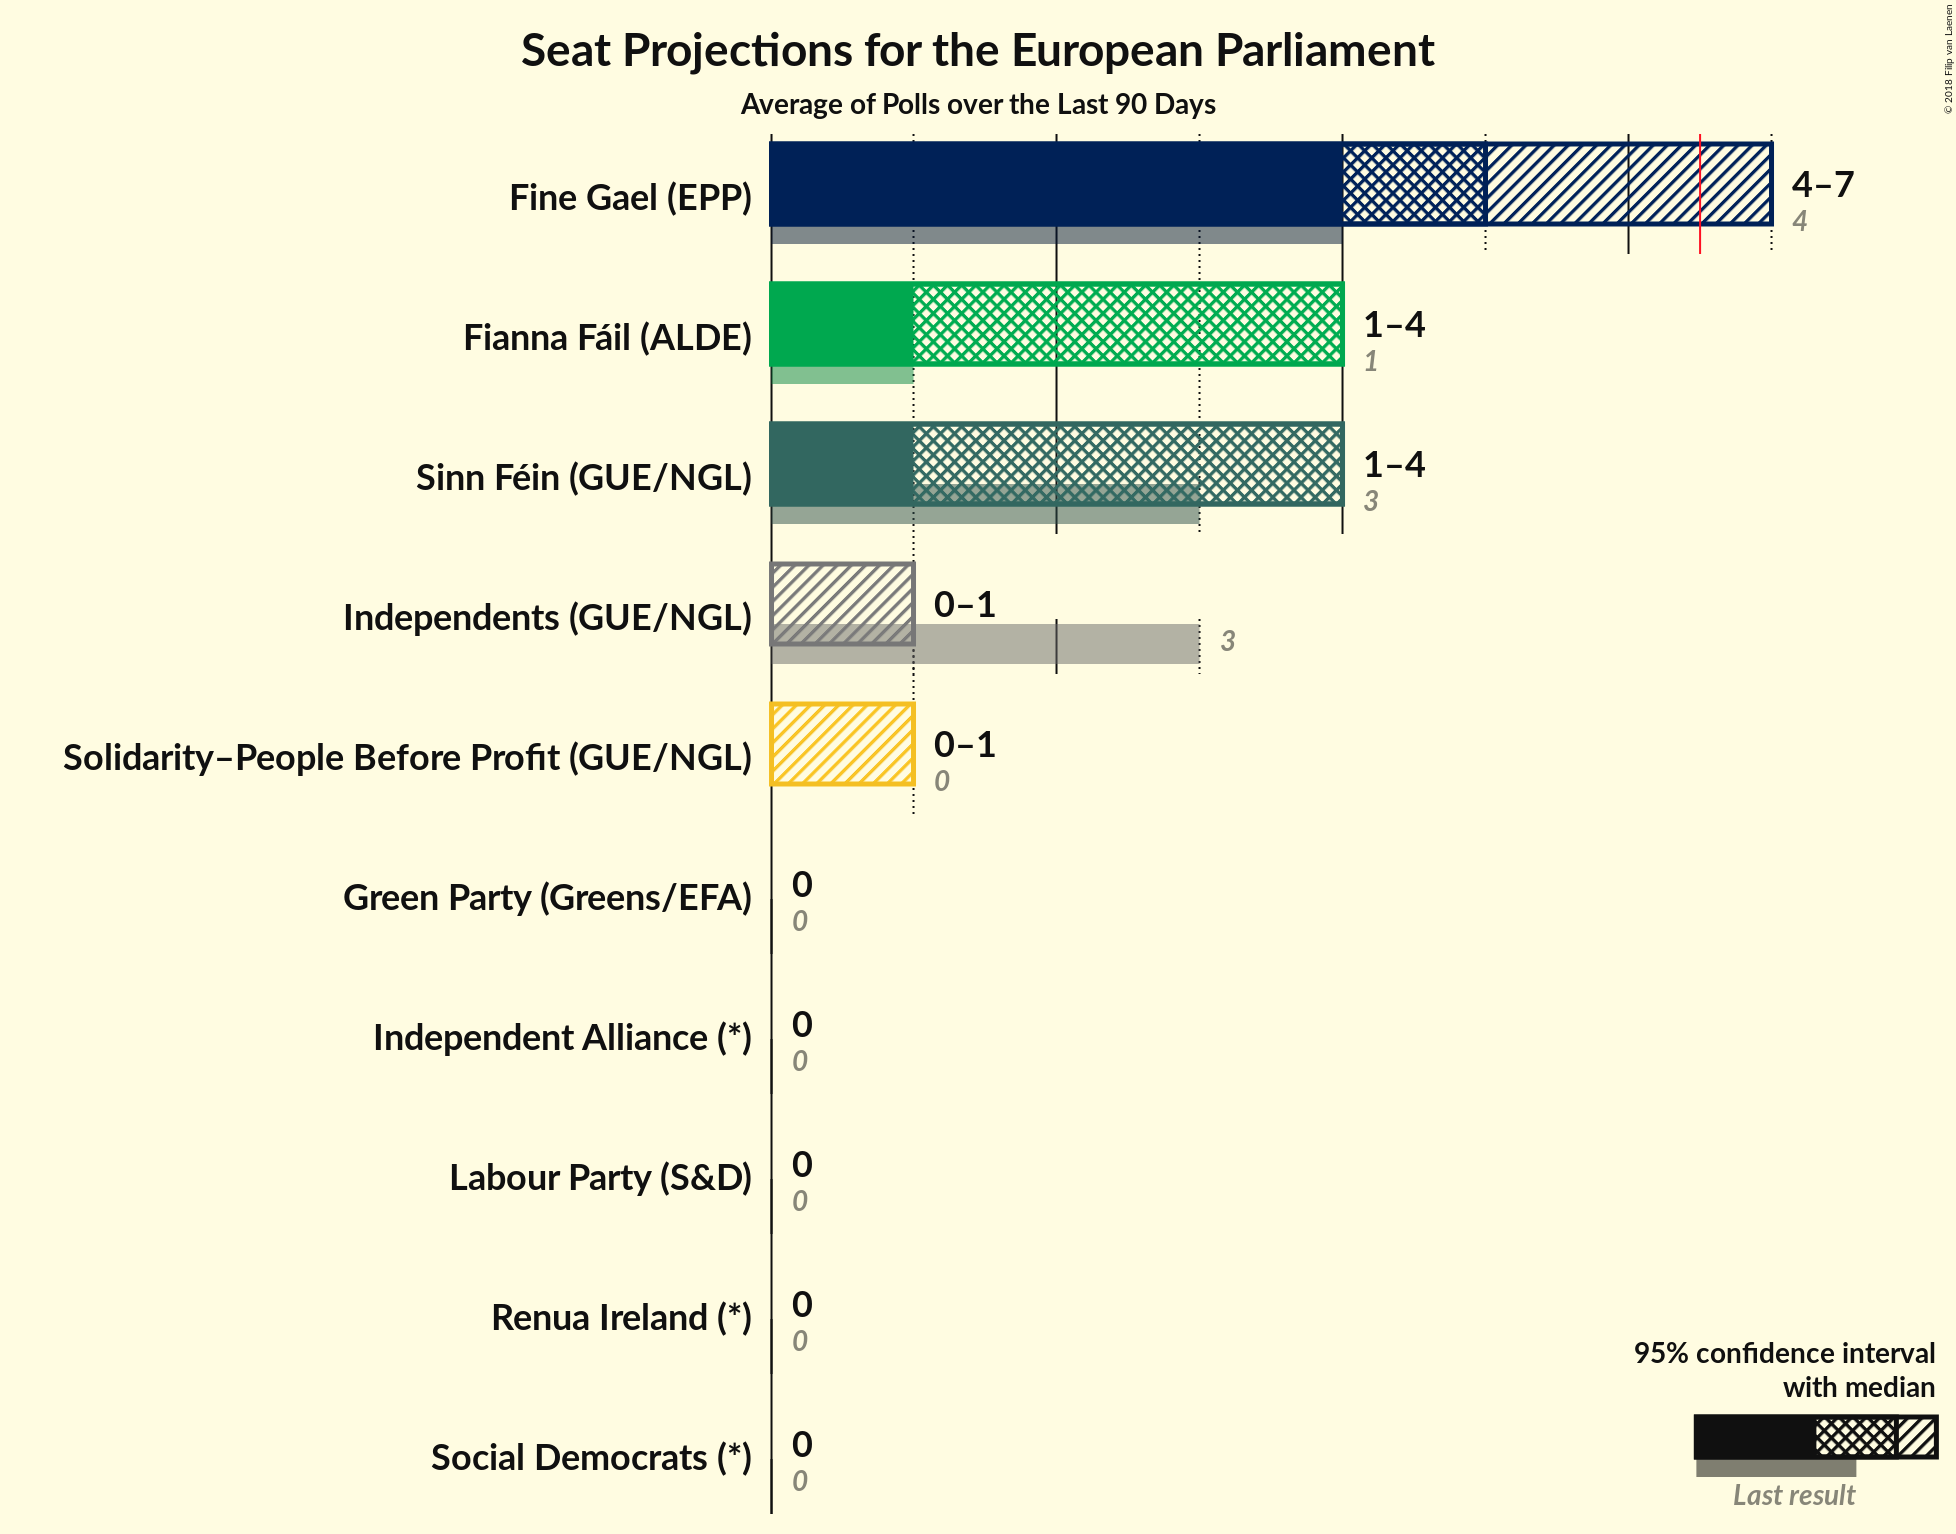 Seat Projections for the European Parliament
Average of Polls over the Last 90 Days
© 2018 Filip van Laenen
Fine Gael (EPP)
4–7
4
Fianna Fáil (ALDE)
1–4
1
Sinn Féin (GUE/NGL)
1–4
3
Independents (GUE/NGL)
0–1
3
Solidarity–People Before Profit (GUE/NGL)
0–1
0
Green Party (Greens/EFA)
0
0
Independent Alliance (*)
0
0
Labour Party (S&D)
0
0
Renua Ireland (*)
0
0
Social Democrats (*)
0
0
95% confidence interval
with median
Last result